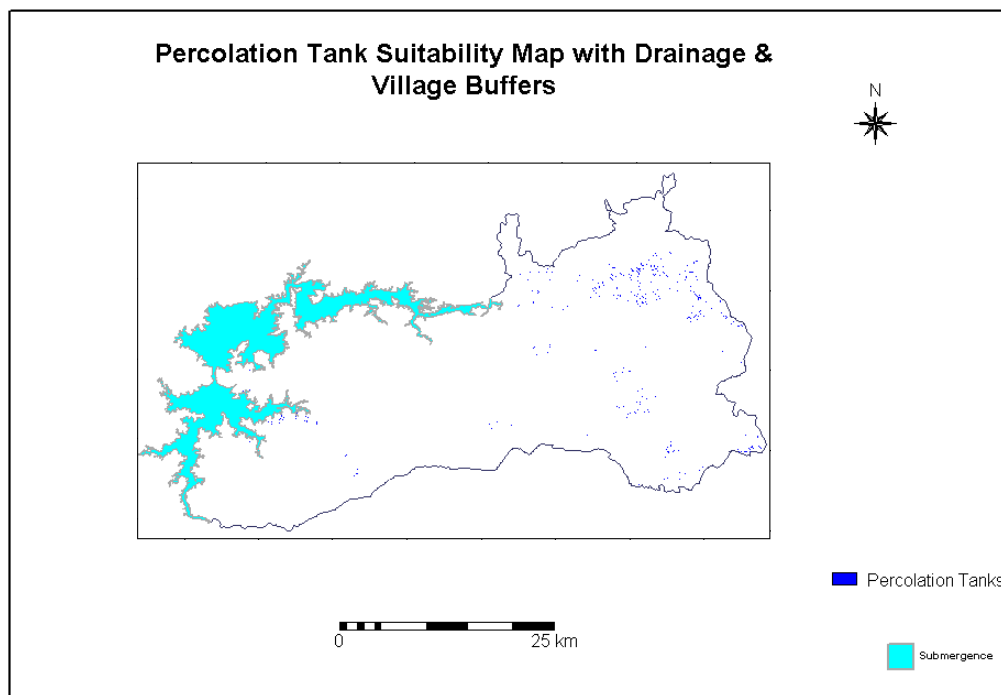 Percolation Tank Suitability Map with Drainage &
Village Buffers
N
Percolation Tanks
0 25 km
Submergence